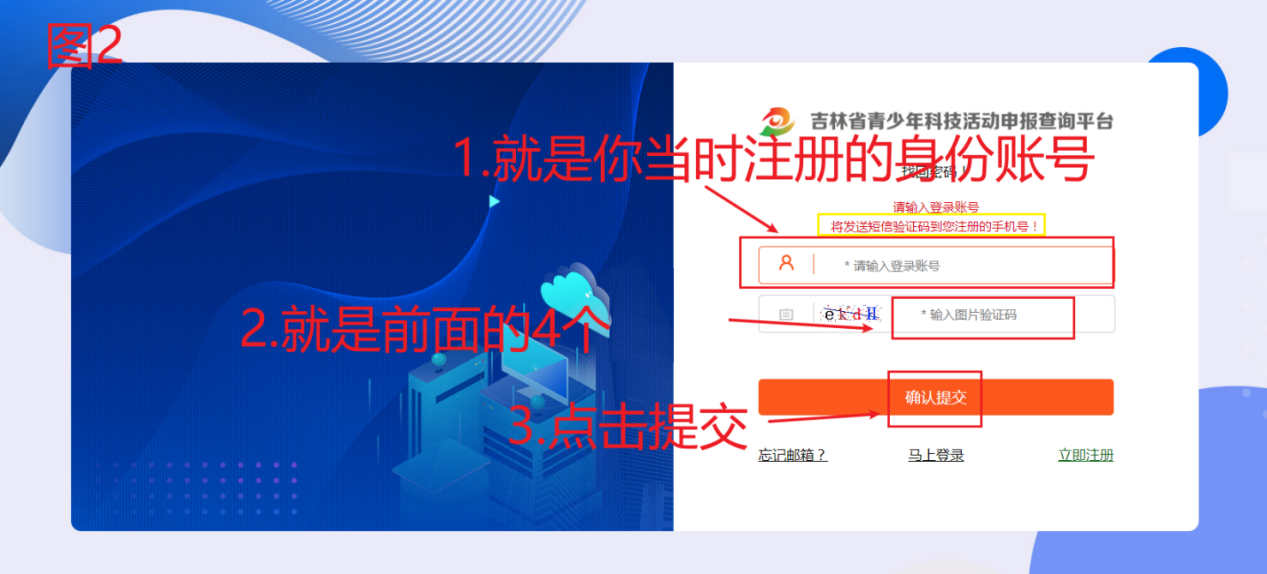 图2
吉林省青少年科技活动申报查询平台
1.就是你当时注册的身份账号
找回密码！
请输入登录账号
将发送短信验证码到您注册的手机号！
* 请输入登录账号
2.就是前面的4个
ekdH
* 输入图片验证码
确认提交
3.点击提交
忘记邮箱？
马上登录
立即注册